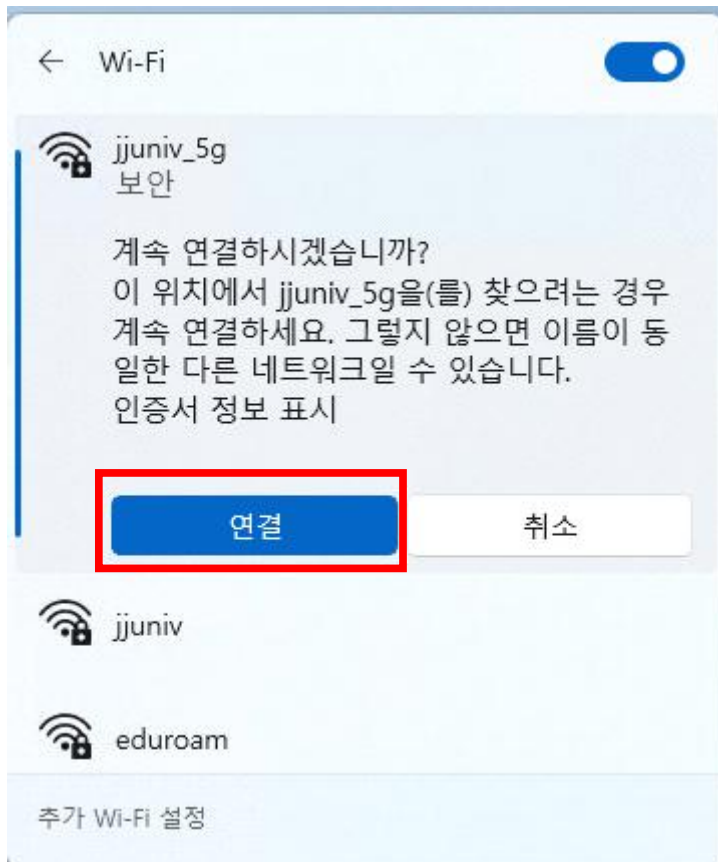 Wi-Fi
jjuniv_5g
보안
계속 연결하시겠습니까?
이 위치에서 jjuniv_5g을(를) 찾으려는 경우
계속 연결하세요. 그렇지 않으면 이름이 동
일한 다른 네트워크일 수 있습니다.
인증서 정보 표시
연결 취소
jjuniv
eduroam
추가 Wi-Fi 설정